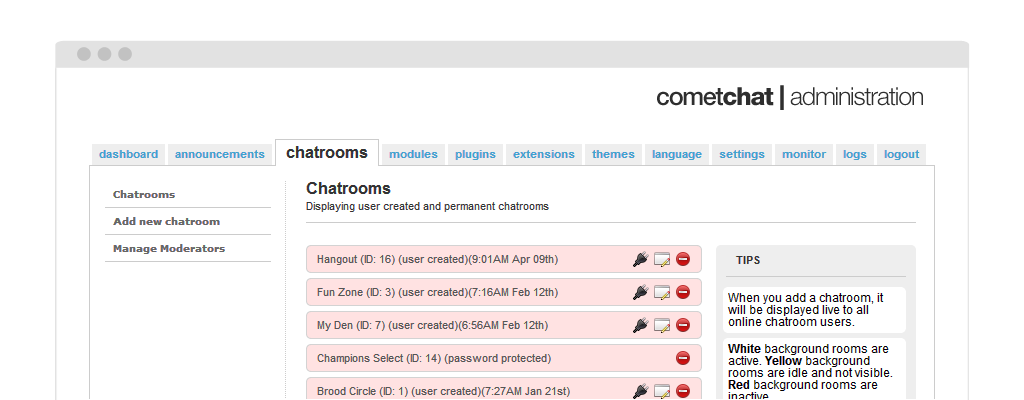 cometchat | administration
dashboard announcements chatrooms modules plugins extensions themes language settings monitor logs logout
Chatrooms
Add new chatroom
Manage Moderators
Chatrooms
Displaying user created and permanent chatrooms
Hangout (ID: 16) (user created)(9:01AM Apr 09th)
Fun Zone (ID: 3) (user created)(7:16AM Feb 12th)
My Den (ID: 7) (user created)(6:56AM Feb 12th)
Champions Select (ID: 14) (password protected)
Brood Circle (ID: 1) (user created)(7:27AM Jan 21st)
TIPS
When you add a chatroom, it
will be displayed live to all
online chatroom users.
White background rooms are
active. Yellow background
rooms are idle and not visible.
Red background rooms are
inactive.